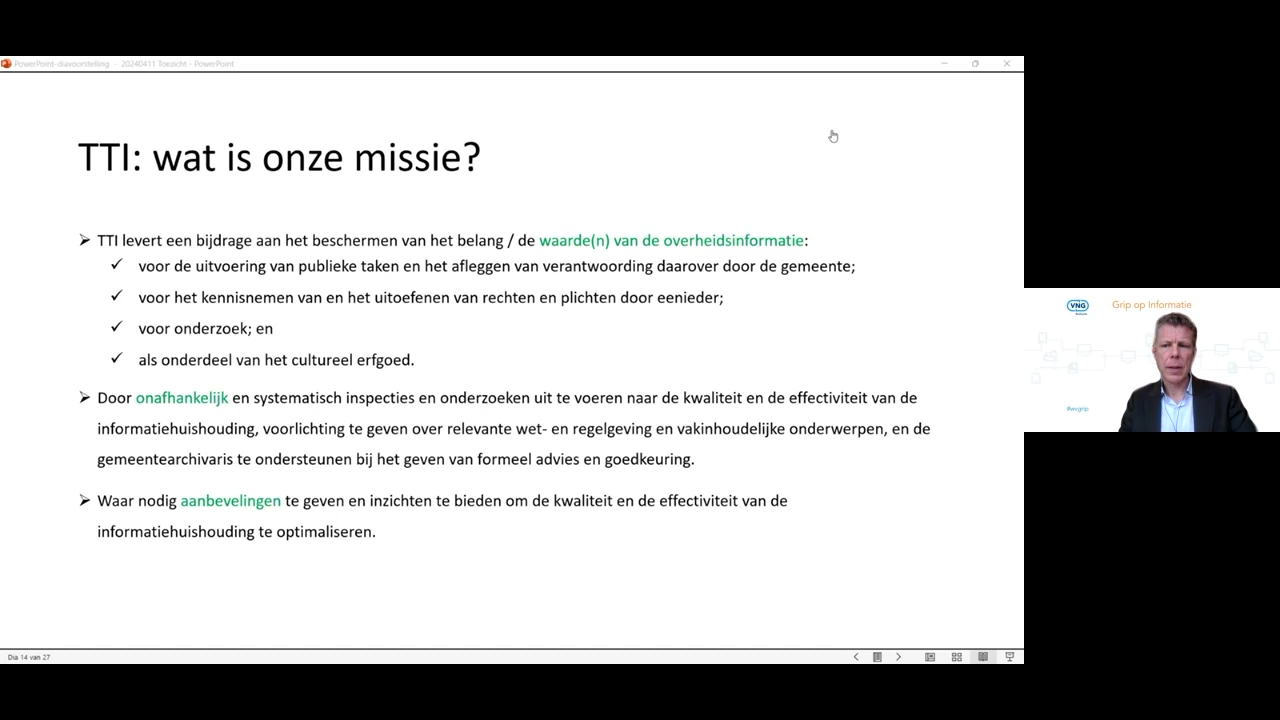 PowerPoint-diavoorstelling - 20240411 Toezicht - PowerPoint
TTI: wat is onze missie?
TTI levert een bijdrage aan het beschermen van het belang / de waarde(n) van de overheidsinformatie:
voor de uitvoering van publieke taken en het afleggen van verantwoording daarover door de gemeente;
voor het kennisnemen van en het uitoefenen van rechten en plichten door eenieder;
voor onderzoek; en
als onderdeel van het cultureel erfgoed.
Door onafhankelijk en systematisch inspecties en onderzoeken uit te voeren naar de kwaliteit en de effectiviteit van de
informatiehuishouding, voorlichting te geven over relevante wet- en regelgeving en vakinhoudelijke onderwerpen, en de
gemeentearchivaris te ondersteunen bij het geven van formeel advies en goedkeuring.
Waar nodig aanbevelingen te geven en inzichten te bieden om de kwaliteit en de effectiviteit van de
informatiehuishouding te optimaliseren.
Dia 14 van 27
VNG
Grip op Informatie